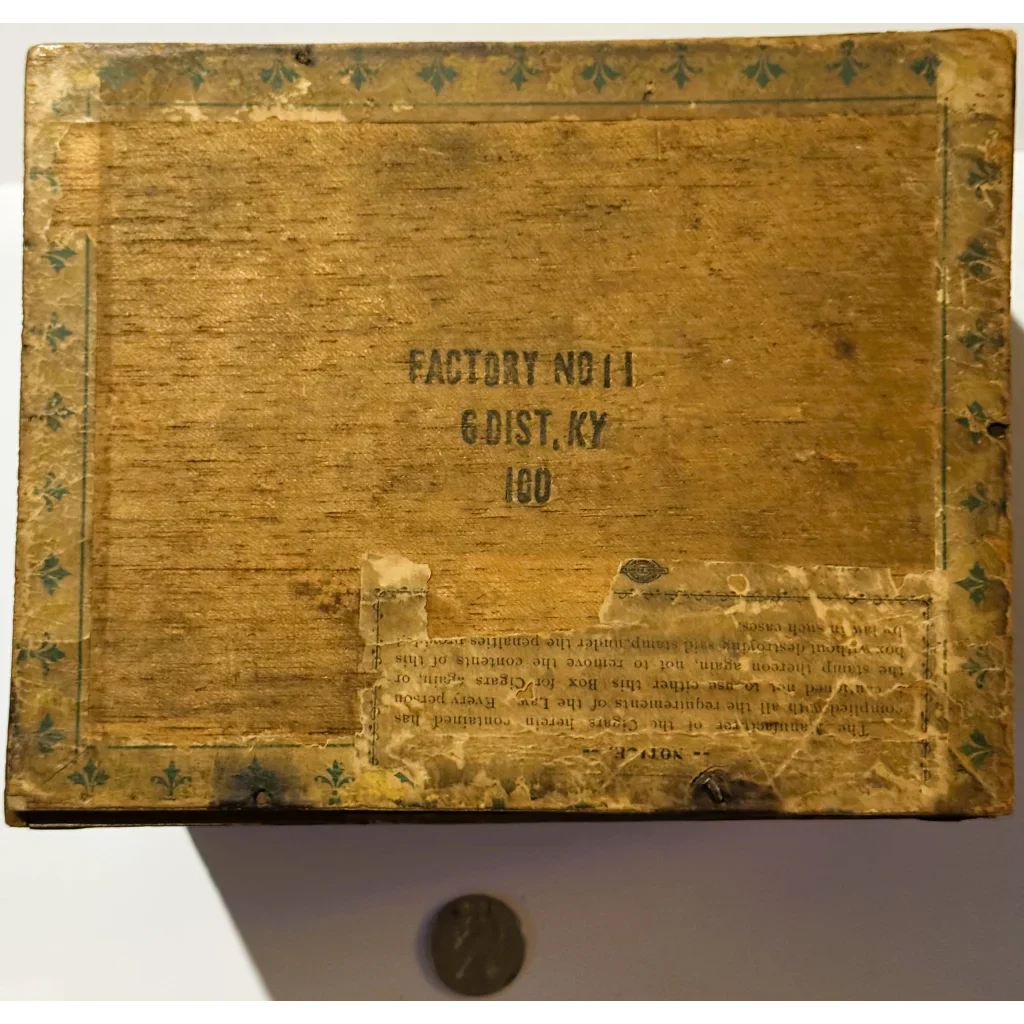 FACTORY NO 11
6 DIST. KY
100
NOTICE.
The Manufacturer of the Cigars herein contained has
complied with all the requirements of the Law. Every person
cautioned not to use either this Box for Cigars again, or
the stamp thereon again, nor to remove the contents of this
box without destroying said stamp, under the penalties provided
by law in such cases.